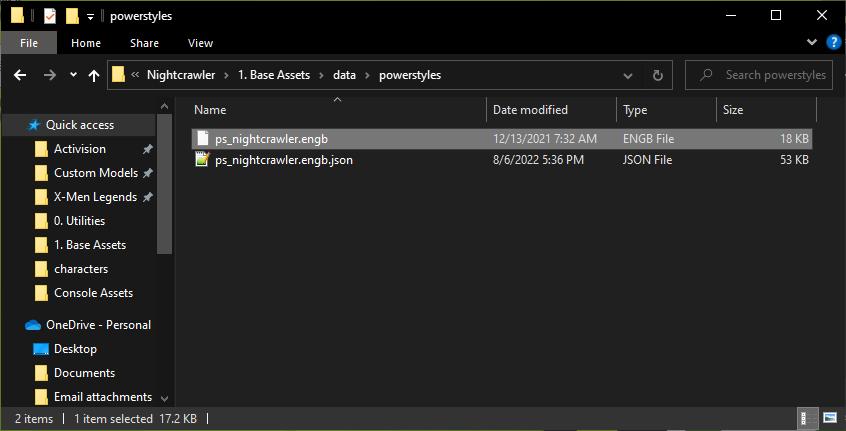 powerstyles
File Home Share View
« Nightcrawler › 1. Base Assets › data › powerstyles Search powerstyles
Name Date modified Type Size
Quick access
Activision
Custom Models
X-Men Legends
0. Utilities
1. Base Assets
characters
Console Assets
OneDrive - Personal
Desktop
Documents
Email attachments
ps_nightcrawler.engb 12/13/2021 7:32 AM ENGB File 18 KB
ps_nightcrawler.engb.json 8/6/2022 5:36 PM JSON File 53 KB
2 items 1 item selected 17.2 KB